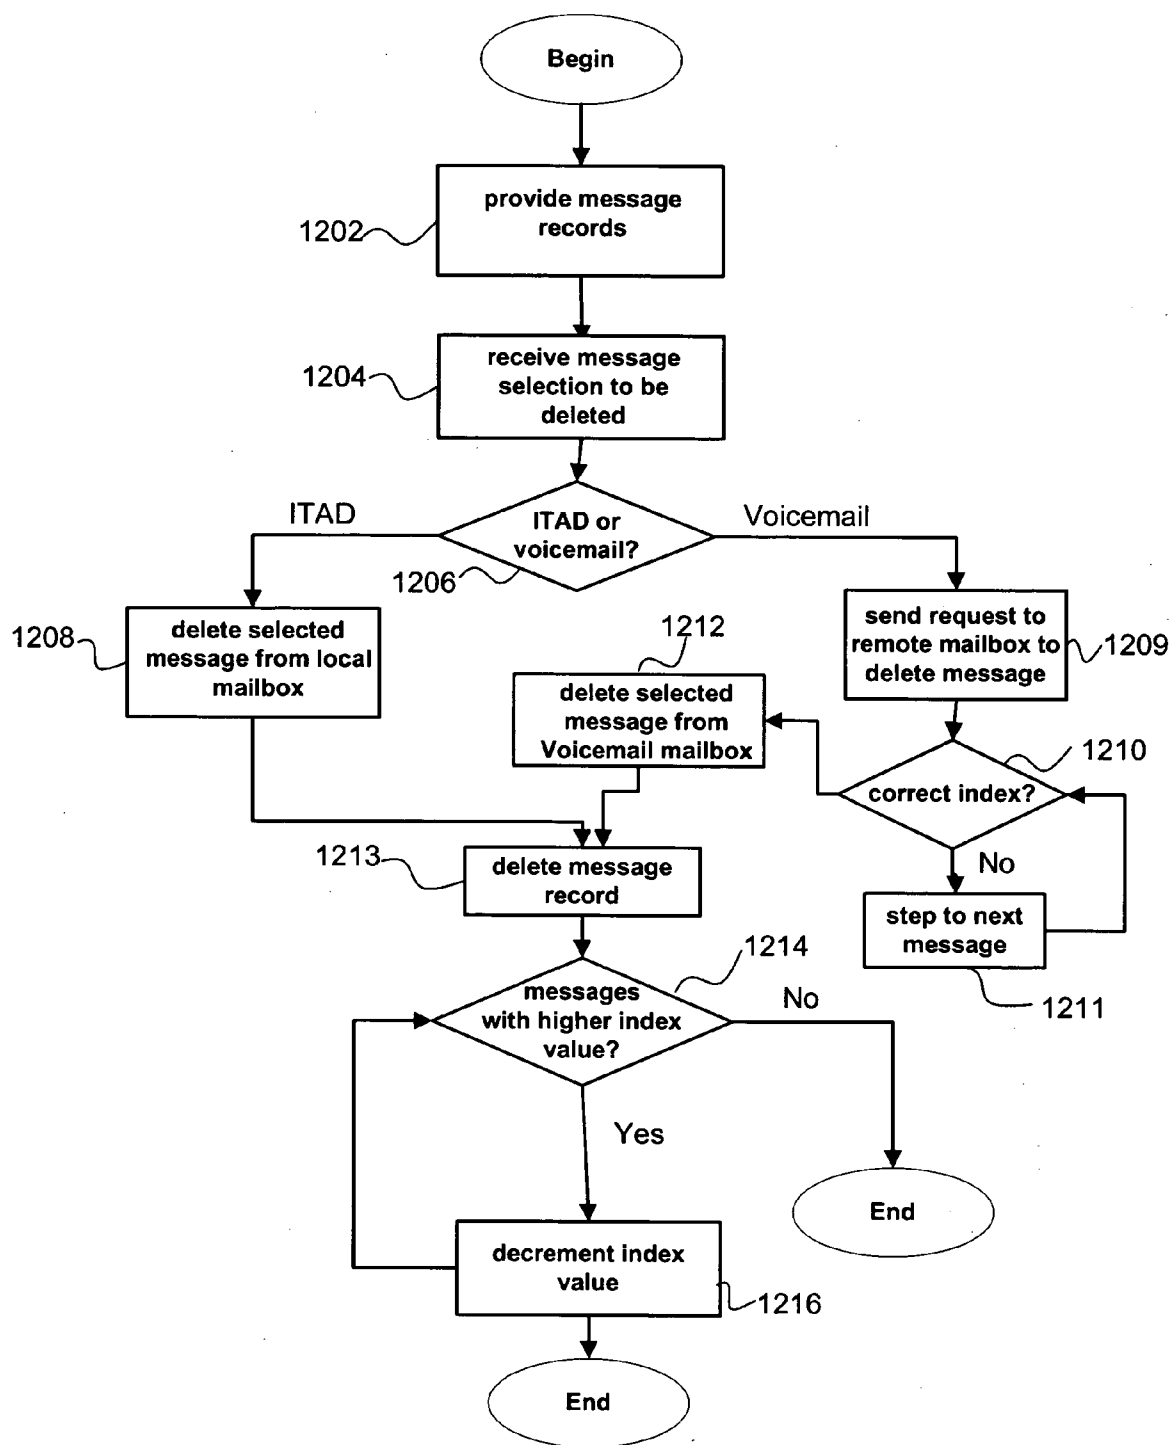 Begin
provide message
records
1202
receive message
selection to be
deleted
1204
ITAD
ITAD or
voicemail?
Voicemail
1206
1208
delete selected
message from local
mailbox
1212
delete selected
message from
Voicemail mailbox
send request to
remote mailbox to
delete message
1209
1210
correct index?
No
step to next
message
1211
1213
delete message
record
1214
messages
with higher index
value?
No
Yes
End
decrement index
value
1216
End